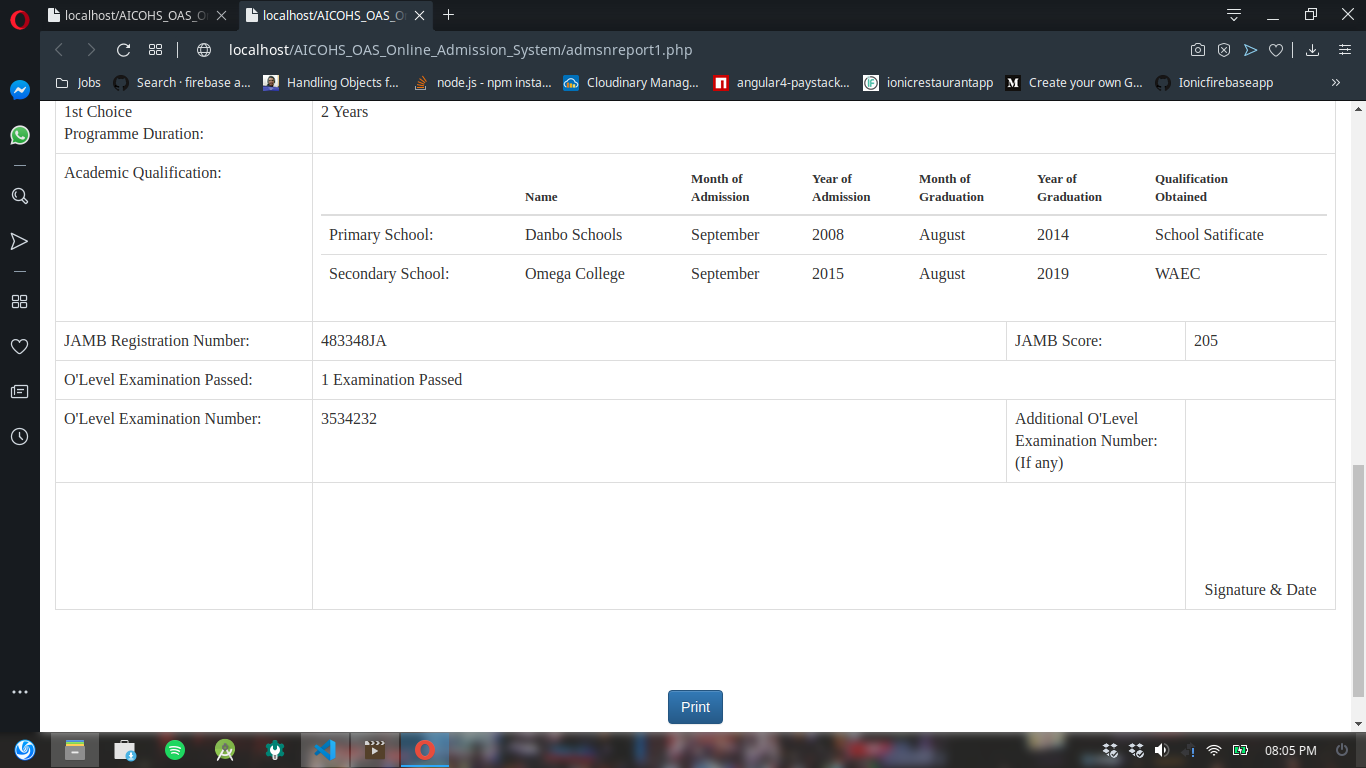 localhost/AICOHS_OAS_O
localhost/AICOHS_OAS_O
localhost/AICOHS_OAS_Online_Admission_System/admsnreport1.php
Jobs
Search · firebase a...
Handling Objects f...
node.js - npm insta...
Cloudinary Manag...
angular4-paystack...
ionicrestaurantapp
Create your own G...
Ionicfirebaseapp
1st Choice
Programme Duration:
2 Years
Academic Qualification:
Name
Month of
Admission
Year of
Admission
Month of
Graduation
Year of
Graduation
Qualification
Obtained
Primary School: Danbo Schools September 2008 August 2014 School Satificate
Secondary School: Omega College September 2015 August 2019 WAEC
JAMB Registration Number: 483348JA JAMB Score: 205
O'Level Examination Passed: 1 Examination Passed
O'Level Examination Number: 3534232
Additional O'Level
Examination Number:
(If any)
Signature & Date
Print
08:05 PM